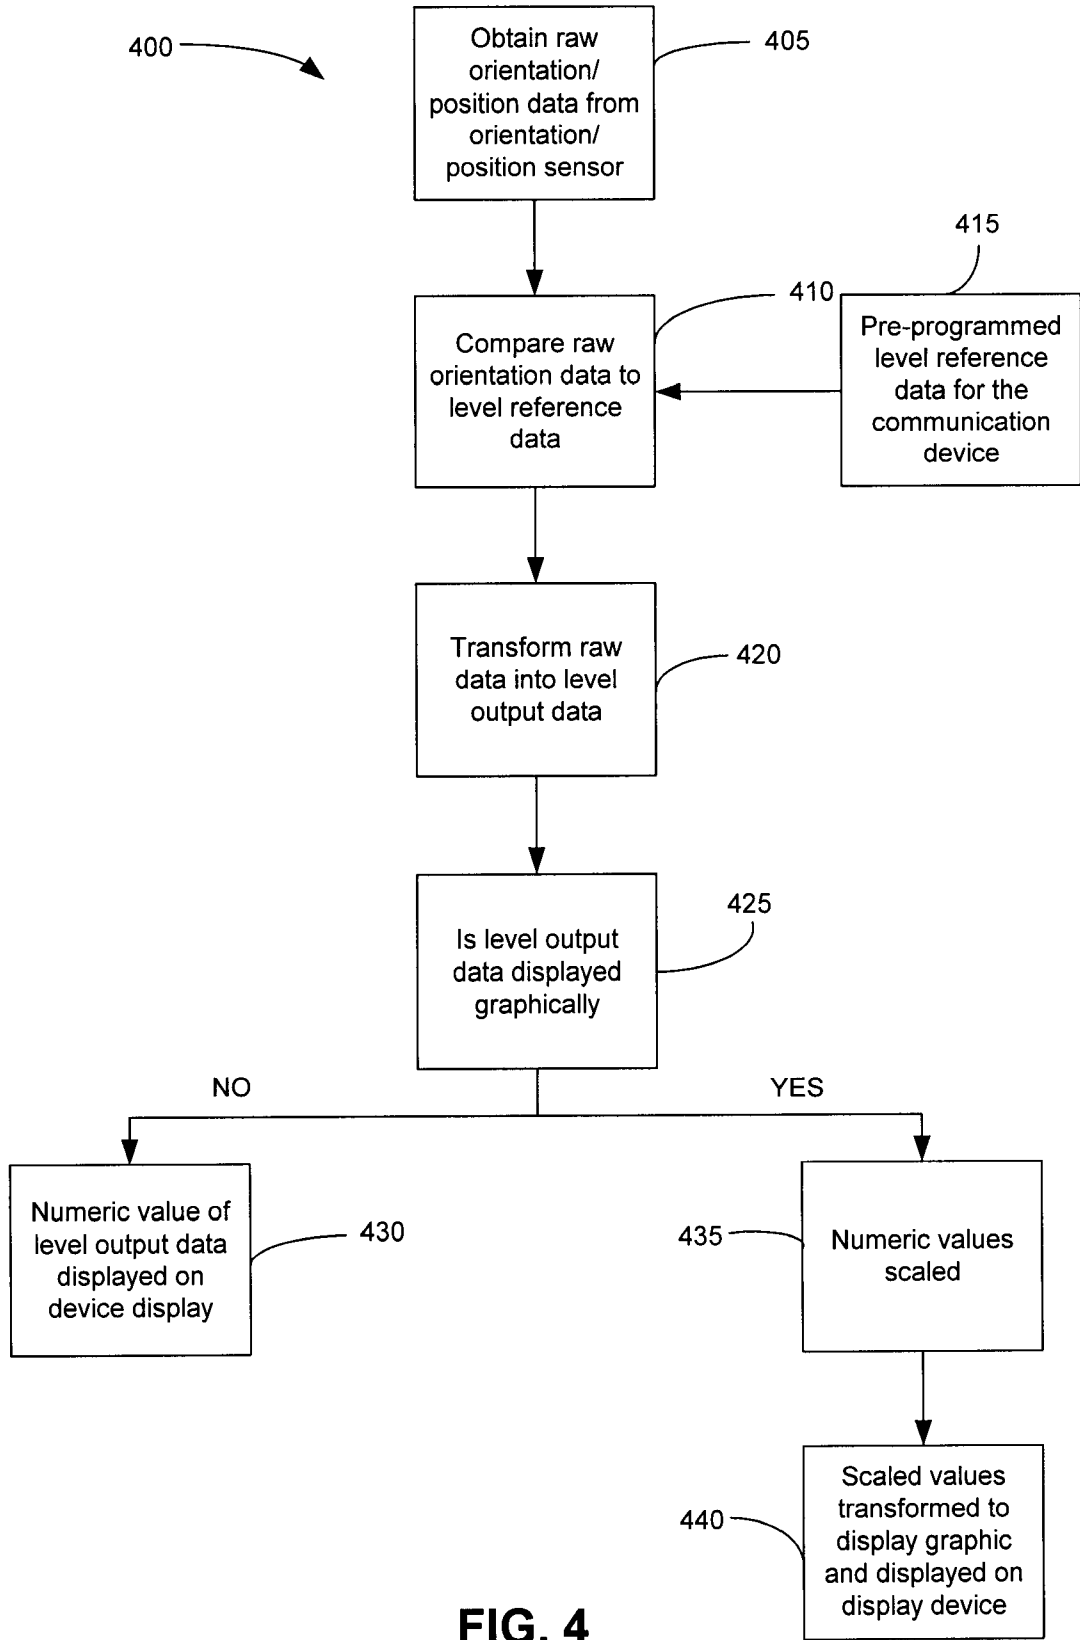 400
Obtain raw
orientation/
position data from
orientation/
position sensor
405
415
410
Compare raw
orientation data to
level reference
data
Pre-programmed
level reference
data for the
communication
device
Transform raw
data into level
output data
420
425
Is level output
data displayed
graphically
NO
YES
Numeric value of
level output data
displayed on
device display
430
435
Numeric values
scaled
440
Scaled values
transformed to
display graphic
and displayed on
display device
FIG. 4